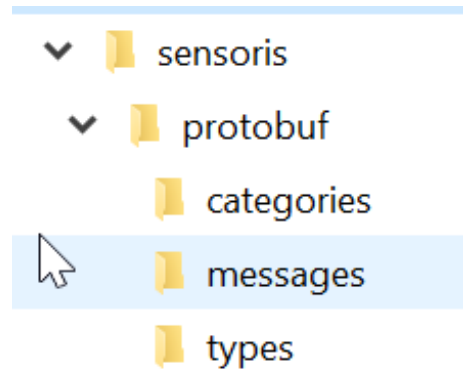 sensoris
protobuf
categories
messages
types